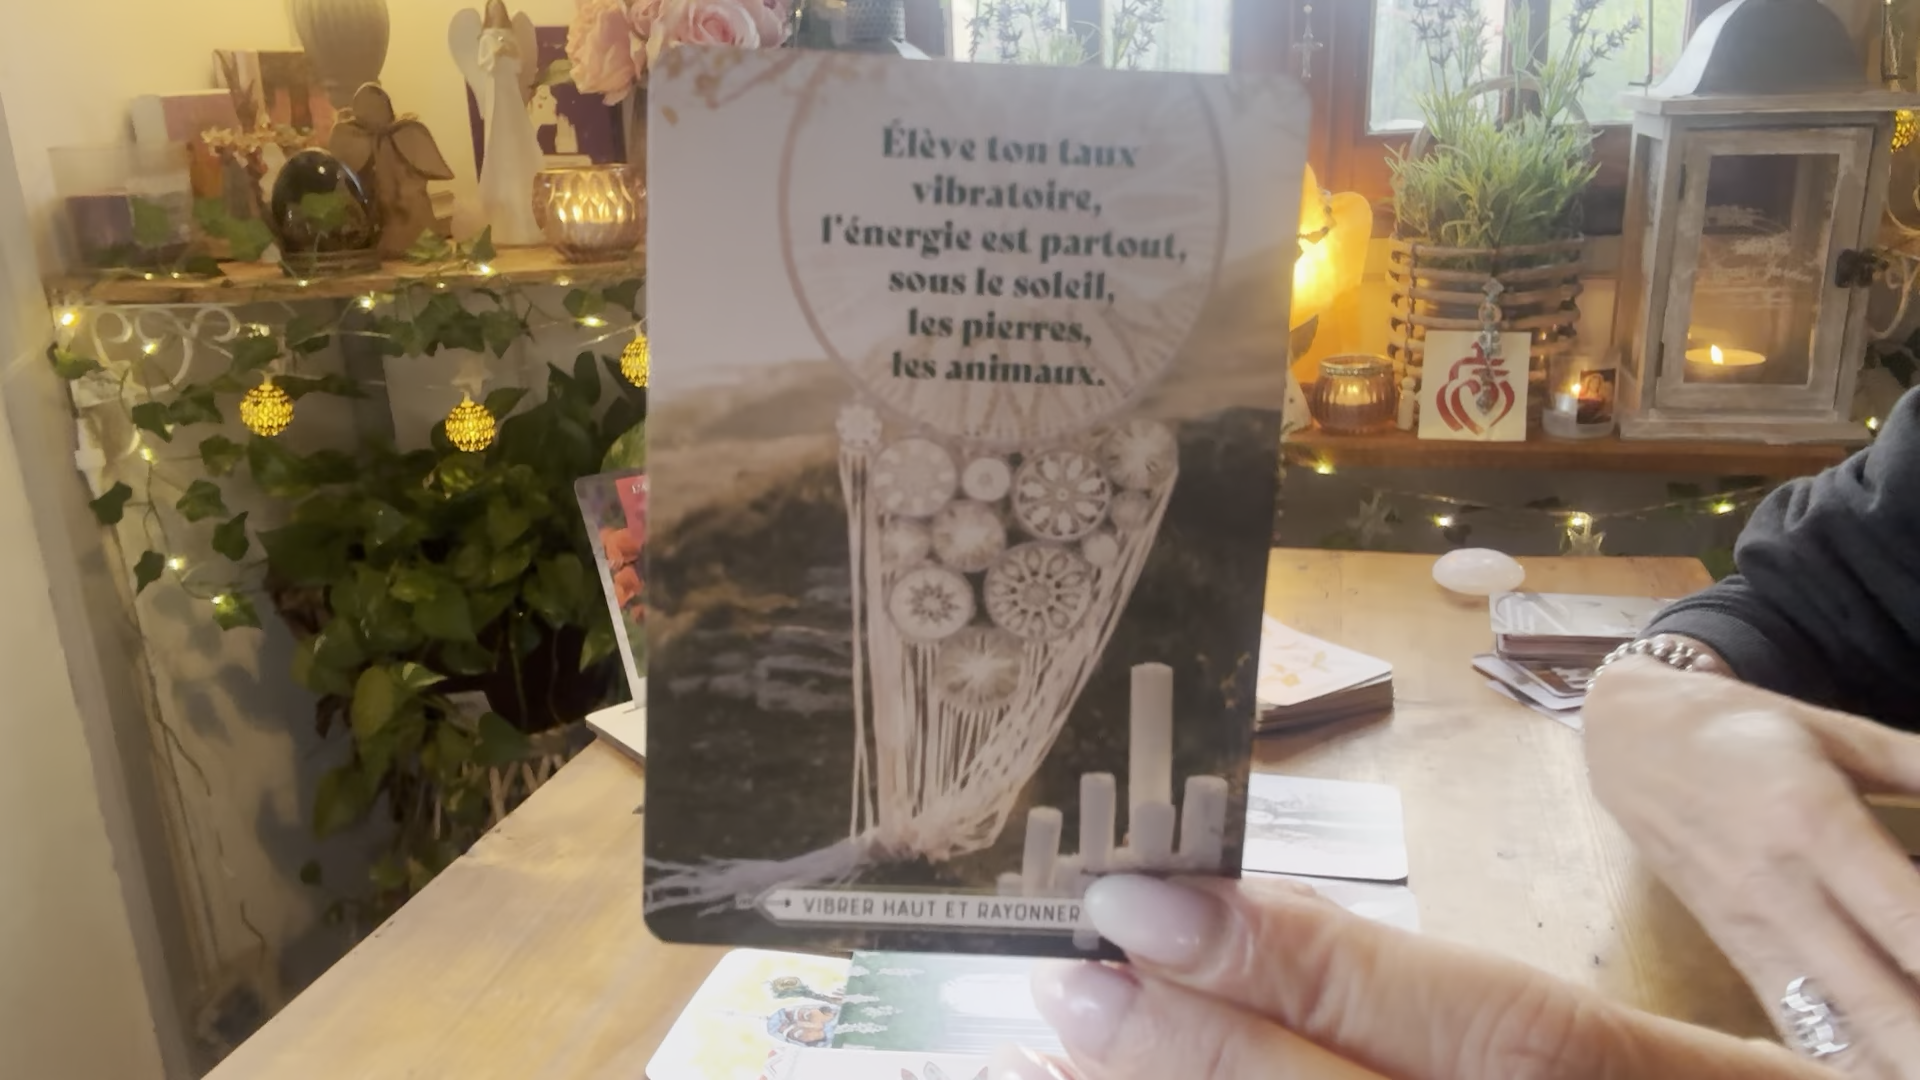 Élève ton taux
vibratoire,
l'énergie est partout,
sous le soleil,
les pierres,
les animaux.
VIBRER HAUT ET RAYONNER